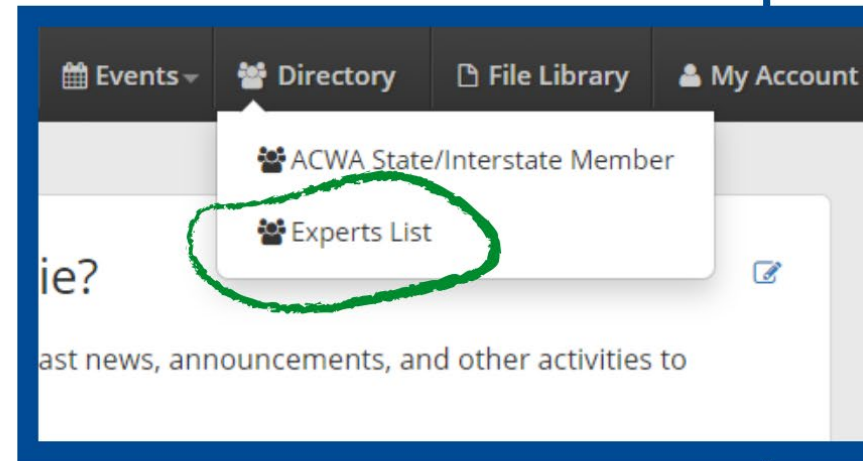 Events Directory File Library My Account
ACWA State/Interstate Member
Experts List
ie?
ast news, announcements, and other activities to